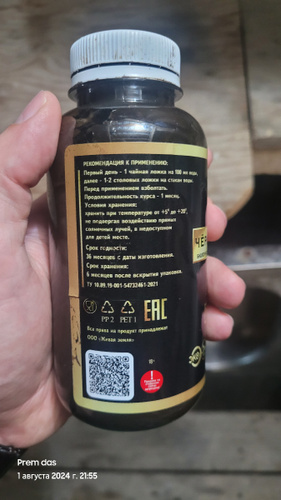 РЕКОМЕНДАЦИЯ К ПРИМЕНЕНИЮ:
Первый день - 1 чайная ложка на 100 мл воды,
далее - 1-2 столовых ложки на стакан воды.
Перед применением взболтать.
Продолжительность курса - 1 месяц.
Условия хранения:
хранить при температуре от +5° до +20°,
не подвергая воздействию прямых
солнечных лучей, в недоступном
для детей месте.
Срок годности:
36 месяцев с даты изготовления.
Срок хранения:
6 месяцев после вскрытия упаковки.
ТУ 10.89.19-001-54732461-2021
PP 2 PET 1
EAC
Все права на продукт принадлежат
ООО «Живая земля»
Prem das
1 августа 2024 г. 21:55